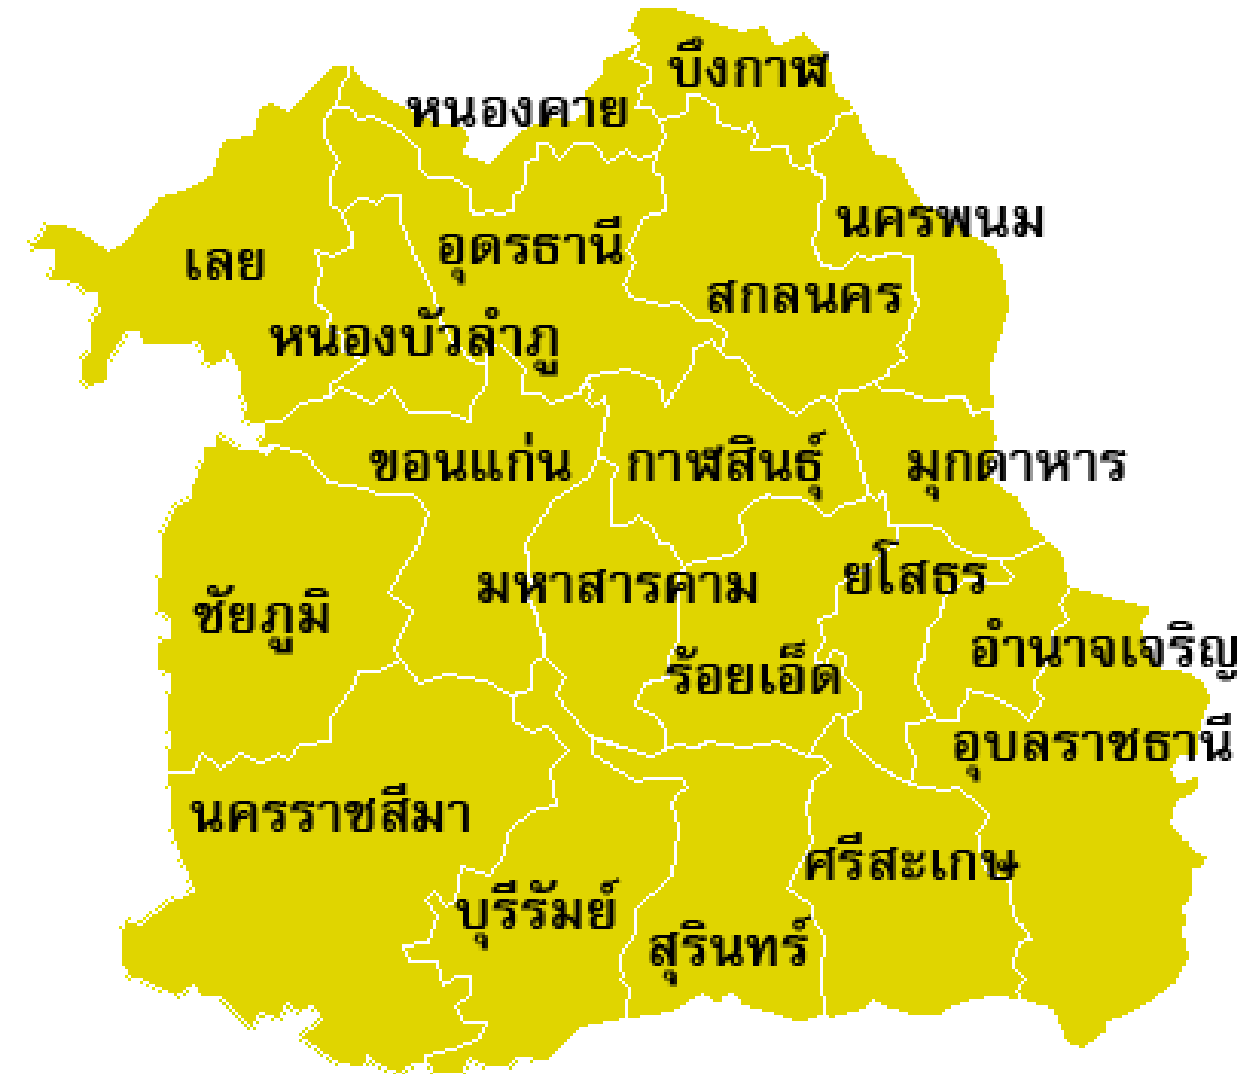 บึงกาฬ
หนองคาย
นครพนม
อุดรธานี
เลย
สกลนคร
หนองบัวลำภู
ขอนแก่น
กาฬสินธุ์
มุกดาหาร
ยโสธร
มหาสารคาม
ชัยภูมิ
อำนาจเจริญ
ร้อยเอ็ด
อุบลราชธานี
นครราชสีมา
ศรีสะเกษ
บุรีรัมย์
สุรินทร์